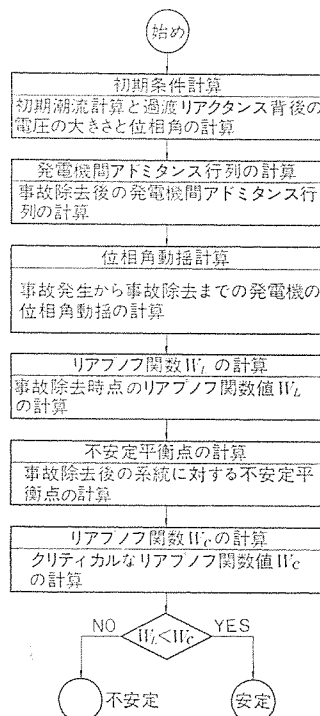 始め
初期条件計算
初期潮流計算と過渡リアクタンス背後の
電圧の大きさと位相角の計算
発電機間アドミタンス行列の計算
事故除去後の発電機間アドミタンス行
列の計算
位相角動揺計算
事故発生から事故除去までの発電機の
位相角動揺の計算
リアプノフ関数WLの計算
事故除去時点のリアプノフ関数値WL
の計算
不安定平衡点の計算
事故除去後の系統に対する不安定平
衡点の計算
リアプノフ関数WCの計算
クリティカルなリアプノフ関数値WC
の計算
NO
WL<WC
YES
不安定
安定